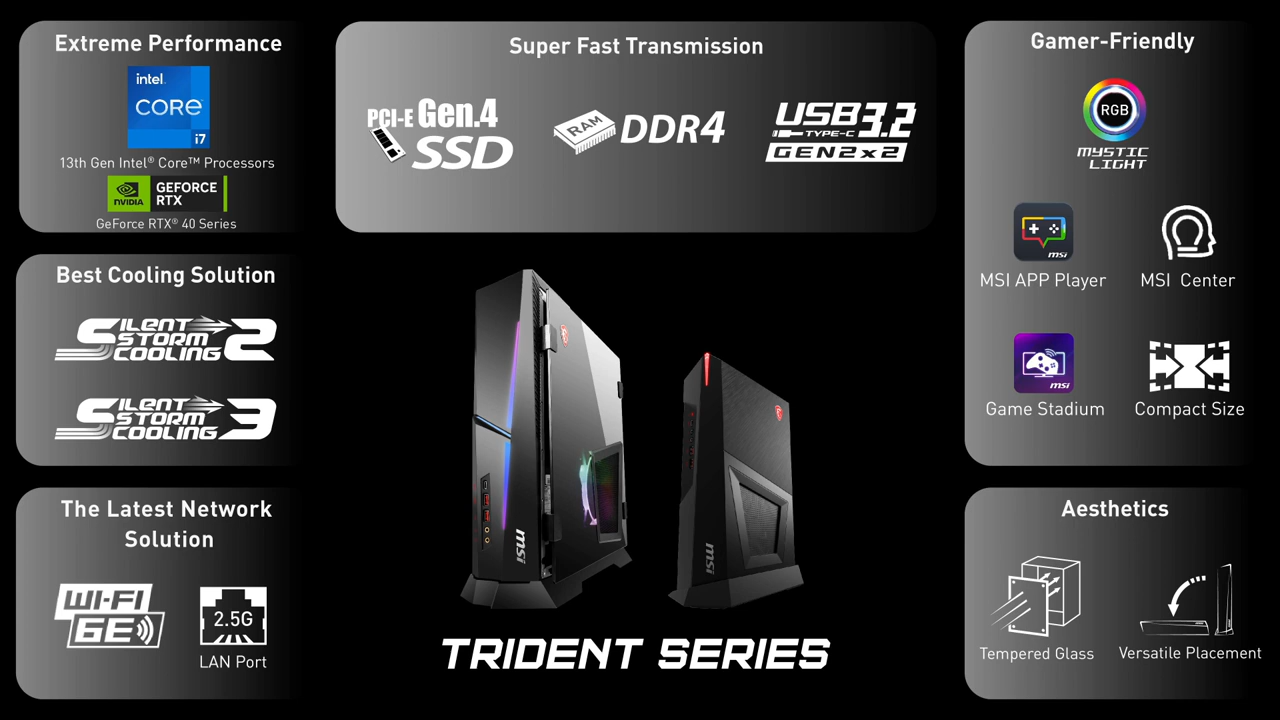 Extreme Performance
intel.
CORE
i7
13th Gen Intel® Core™ Processors
NVIDIA
GEFORCE
RTX
GeForce RTX® 40 Series
Super Fast Transmission
PCI-E Gen.4
SSD
RAM
DDR4
USB 3.2
TYPE-C
GEN2x2
Gamer-Friendly
RGB
MYSTIC
LIGHT
msi
MSI APP Player
MSI Center
msi
Game Stadium
Compact Size
Best Cooling Solution
SILENT
STORM
COOLING 2
SILENT
STORM
COOLING 3
The Latest Network
Solution
WI-FI
6E
2.5G
LAN Port
msi
msi
TRIDENT SERIES
Aesthetics
Tempered Glass
Versatile Placement